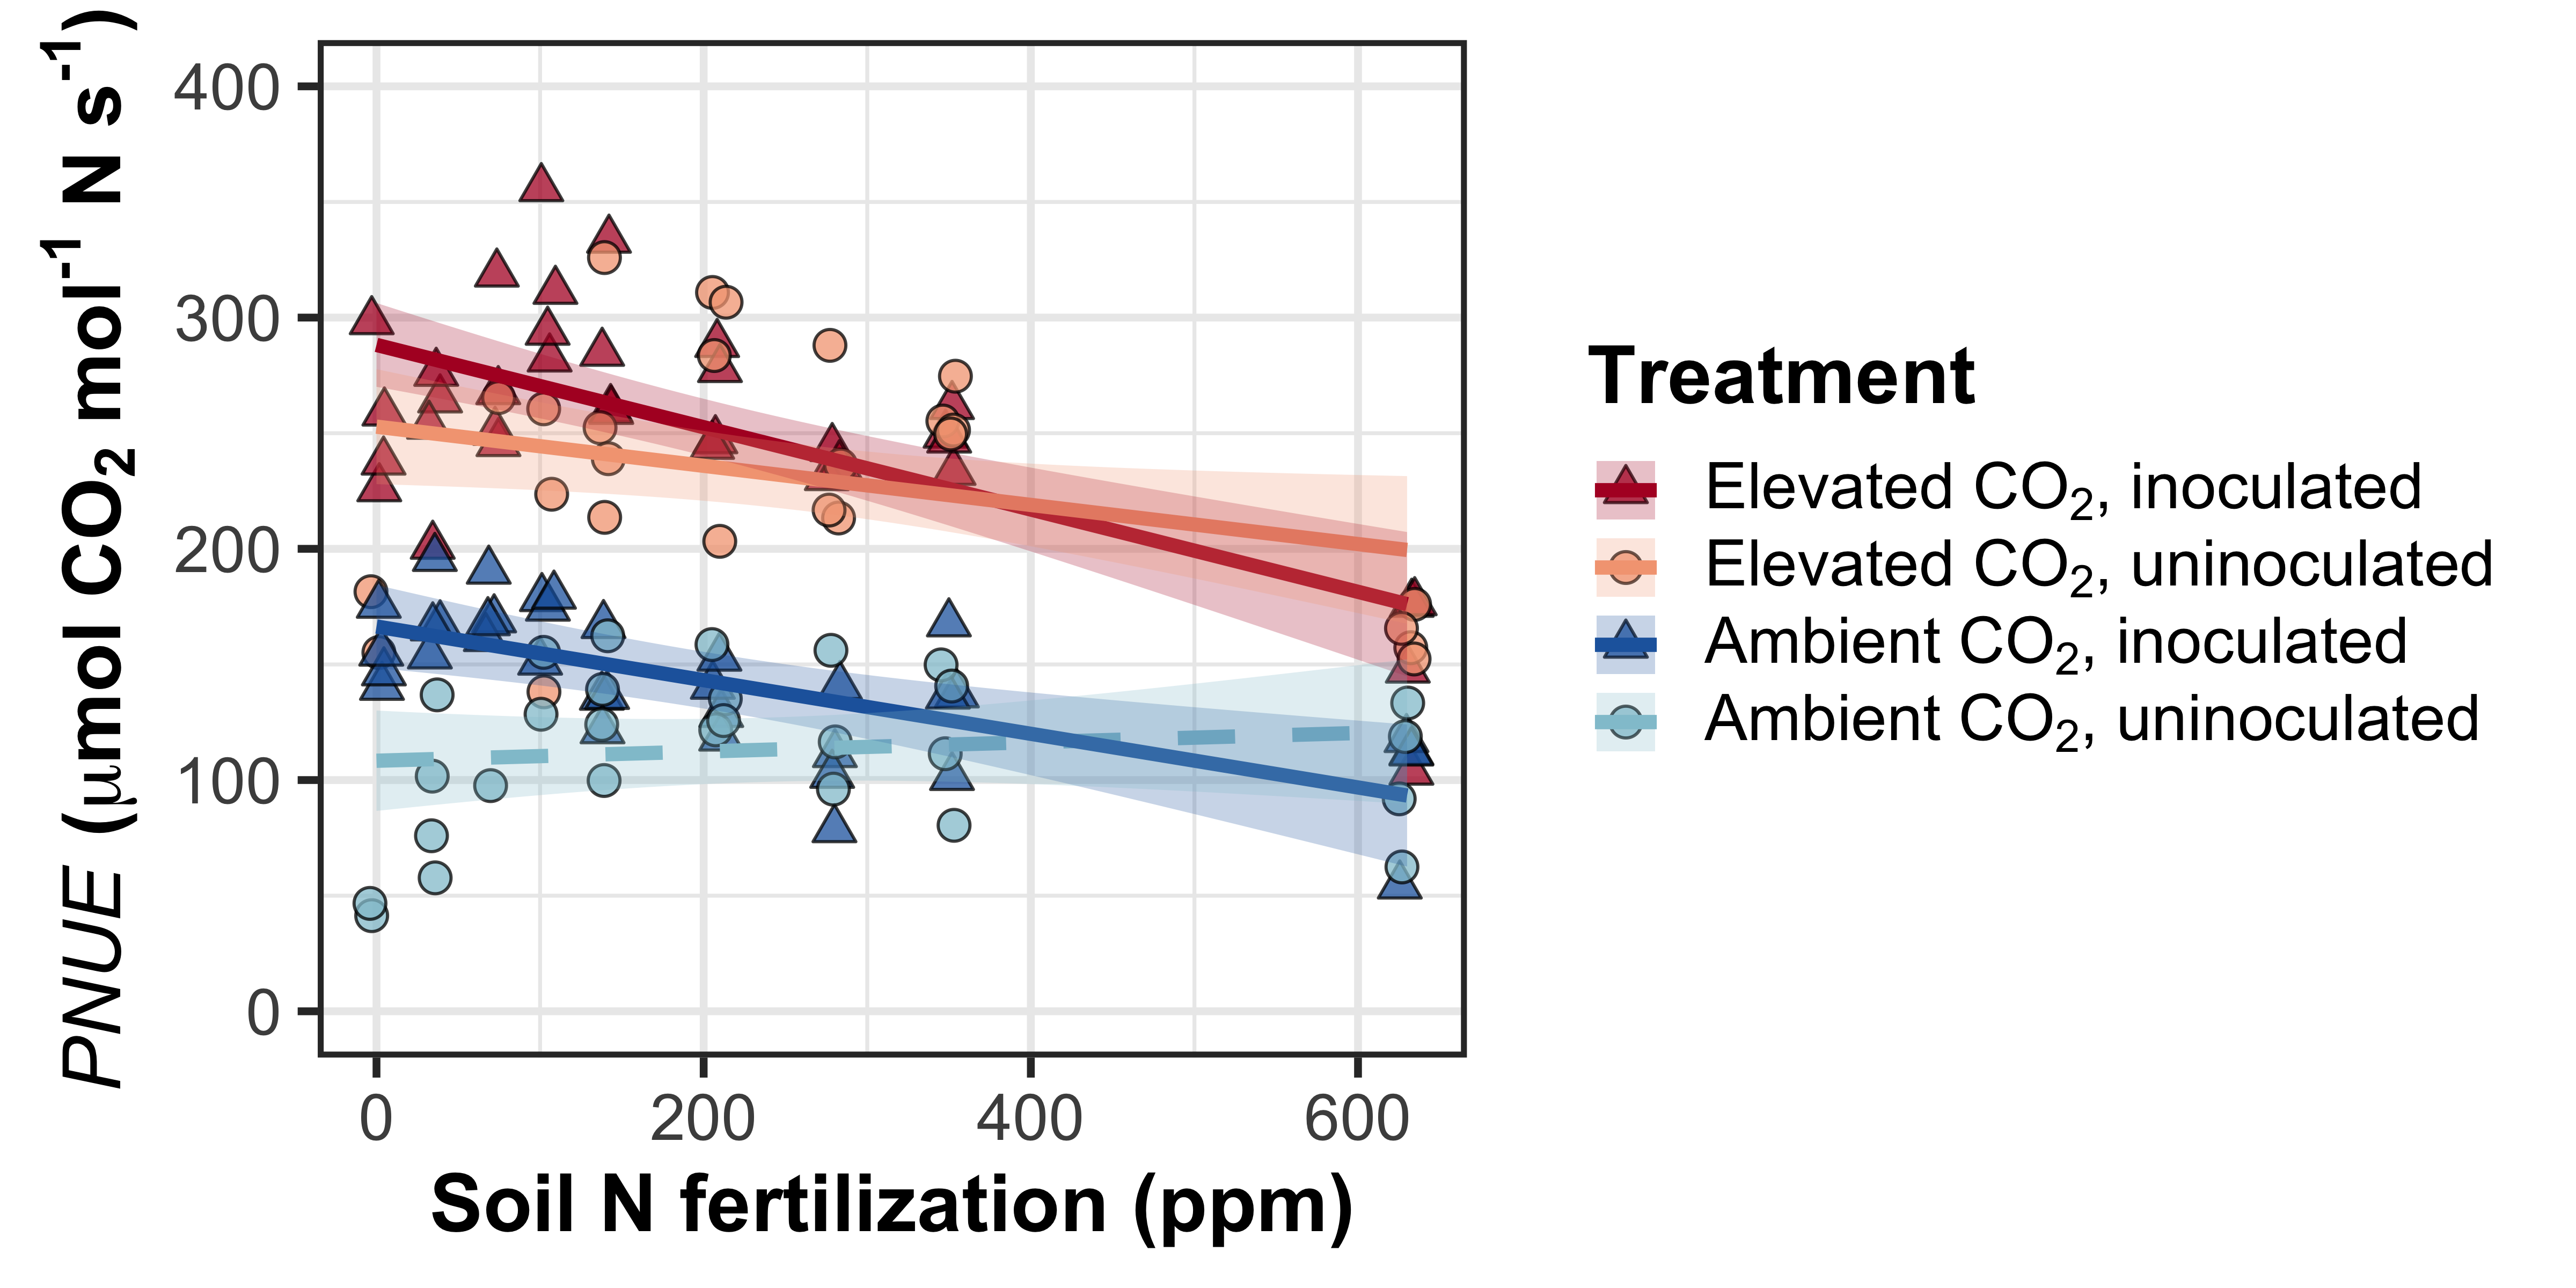 PNUE (μmol CO₂ mol⁻¹ N s⁻¹)
400
300
200
100
0
0 200 400 600
Soil N fertilization (ppm)
Treatment
Elevated CO₂, inoculated
Elevated CO₂, uninoculated
Ambient CO₂, inoculated
Ambient CO₂, uninoculated